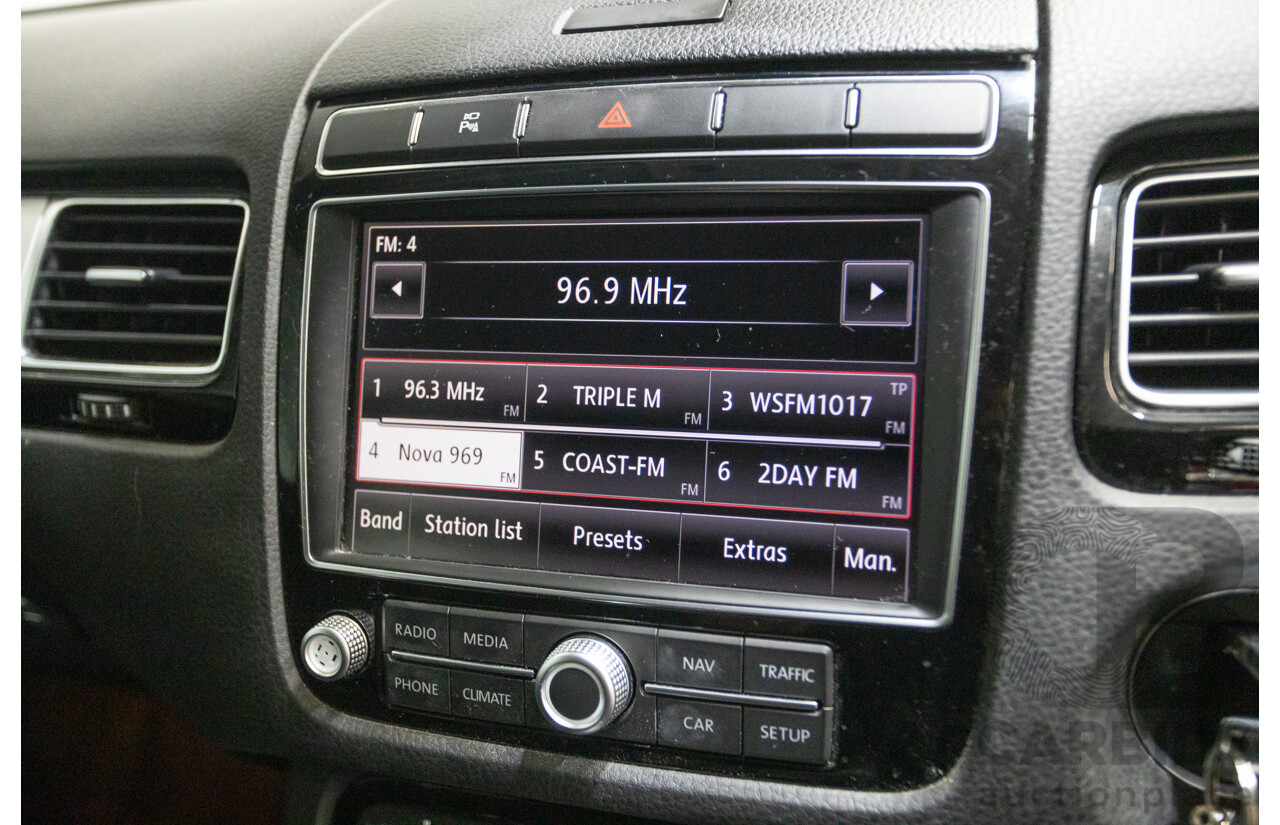 P
FM: 4
96.9 MHz
1 96.3 MHz FM
2 TRIPLE M FM
3 WSFM1017 TP FM
4 Nova 969 FM
5 COAST-FM FM
6 2DAY FM FM
Band Station list Presets Extras Man.
RADIO MEDIA NAV TRAFFIC
PHONE CLIMATE CAR SETUP